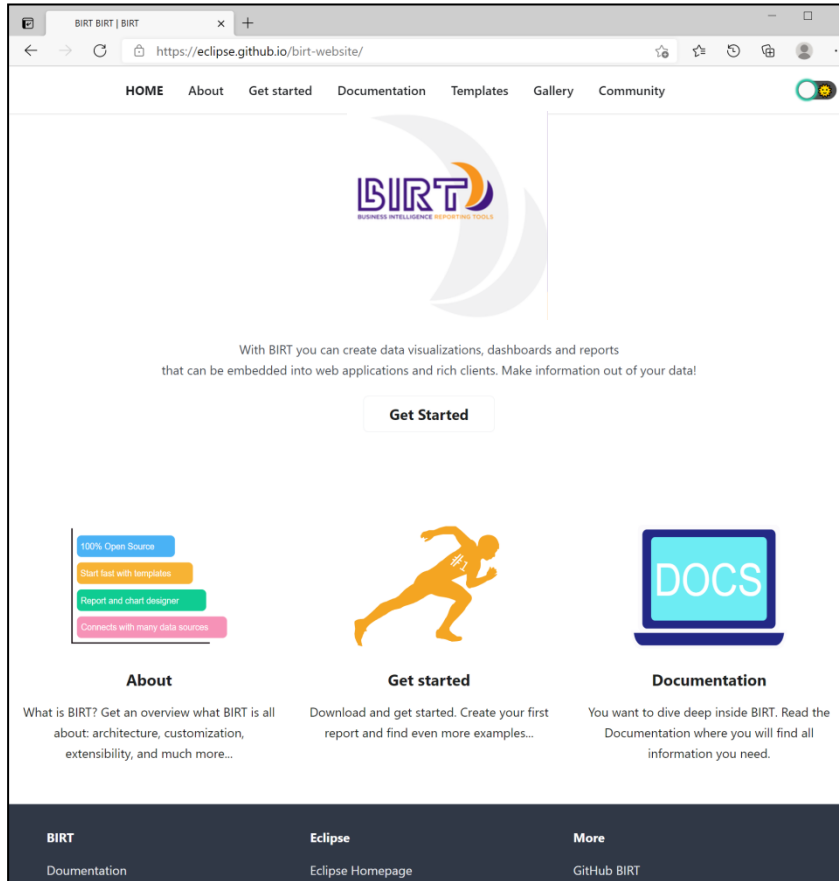 BIRT BIRT | BIRT
https://eclipse.github.io/birt-website/
HOME About Get started Documentation Templates Gallery Community
BIRT
BUSINESS INTELLIGENCE REPORTING TOOLS
With BIRT you can create data visualizations, dashboards and reports
that can be embedded into web applications and rich clients. Make information out of your data!
Get Started
100% Open Source
Start fast with templates
Report and chart designer
Connects with many data sources
#1
DOCS
About
What is BIRT? Get an overview what BIRT is all
about: architecture, customization,
extensibility, and much more...
Get started
Download and get started. Create your first
report and find even more examples...
Documentation
You want to dive deep inside BIRT. Read the
Documentation where you will find all
information you need.
BIRT
Doumentation
Eclipse
Eclipse Homepage
More
GitHub BIRT